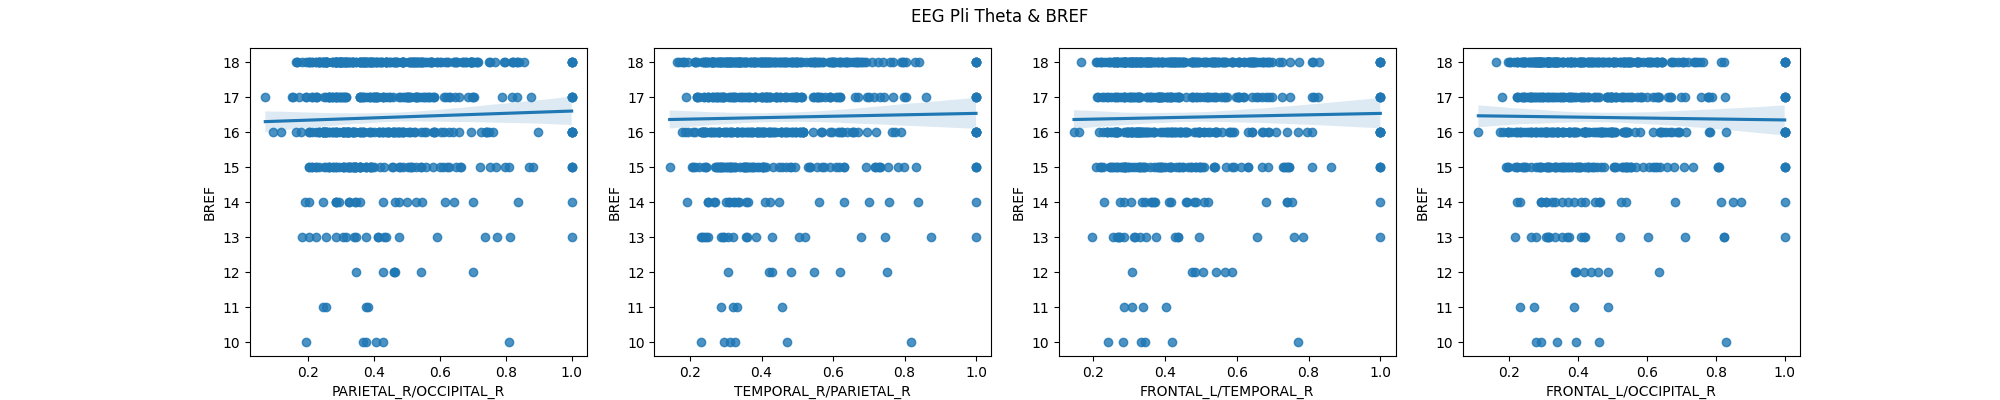 EEG Pli Theta & BREF
BREF
18
17
16
15
14
13
12
11
10
0.2 0.4 0.6 0.8 1.0
PARIETAL_R/OCCIPITAL_R
BREF
18
17
16
15
14
13
12
11
10
0.2 0.4 0.6 0.8 1.0
TEMPORAL_R/PARIETAL_R
BREF
18
17
16
15
14
13
12
11
10
0.2 0.4 0.6 0.8 1.0
FRONTAL_L/TEMPORAL_R
BREF
18
17
16
15
14
13
12
11
10
0.2 0.4 0.6 0.8 1.0
FRONTAL_L/OCCIPITAL_R